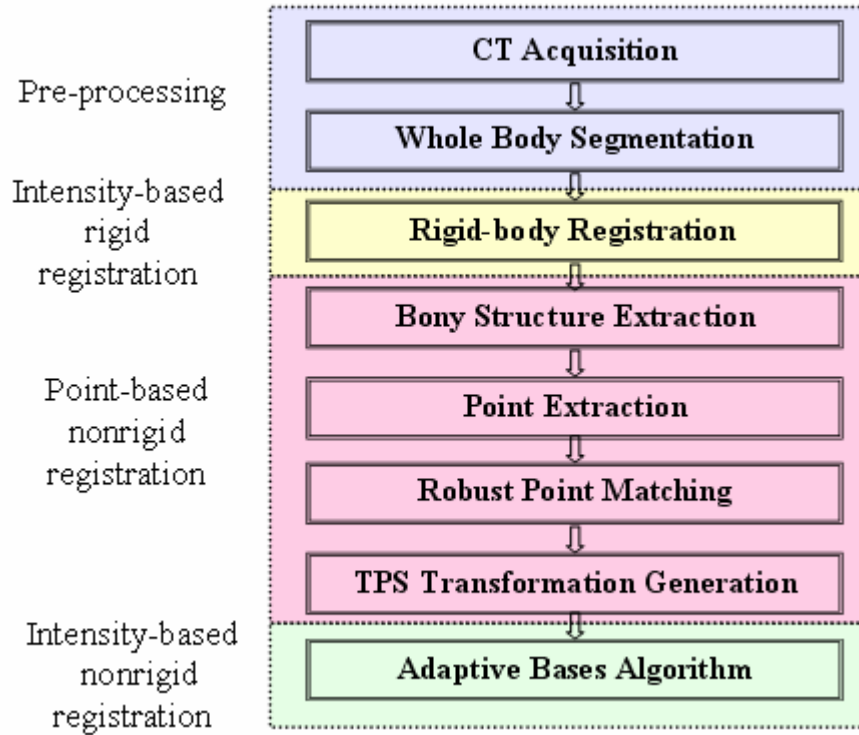 CT Acquisition
Pre-processing
Whole Body Segmentation
Intensity-based
rigid
registration
Rigid-body Registration
Bony Structure Extraction
Point-based
nonrigid
registration
Point Extraction
Robust Point Matching
TPS Transformation Generation
Intensity-based
nonrigid
registration
Adaptive Bases Algorithm